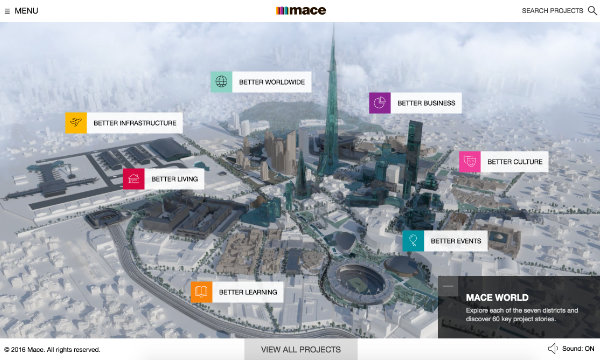 ≡ MENU
mace
SEARCH PROJECTS
BETTER WORLDWIDE
BETTER BUSINESS
BETTER INFRASTRUCTURE
BETTER CULTURE
BETTER LIVING
BETTER EVENTS
BETTER LEARNING
MACE WORLD
Explore each of the seven districts and
discover 60 key project stories.
© 2016 Mace. All rights reserved.
VIEW ALL PROJECTS
Sound: ON